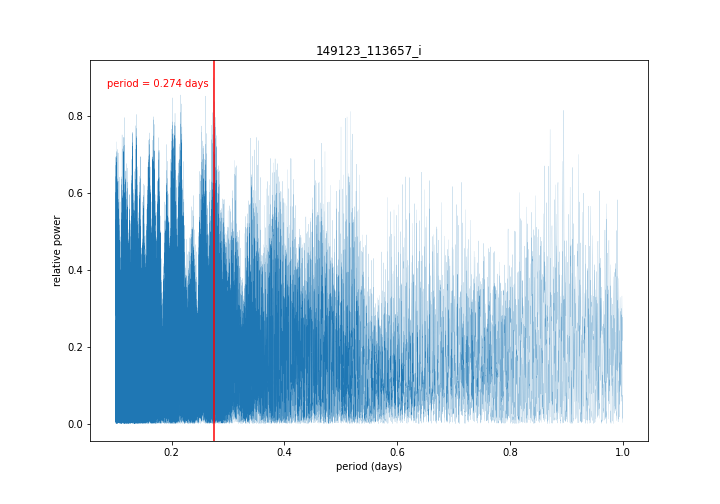 149123_113657_i
period = 0.274 days
relative power
0.8
0.6
0.4
0.2
0.0
0.2 0.4 0.6 0.8 1.0
period (days)